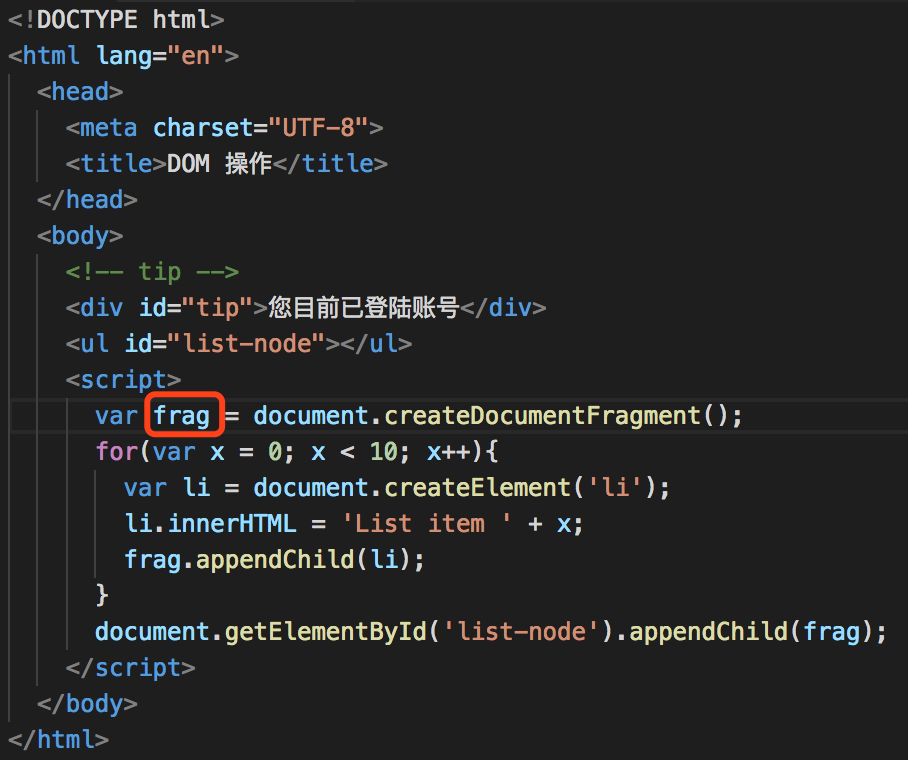 <!DOCTYPE html>
<html lang="en">
  <head>
    <meta charset="UTF-8">
    <title>DOM 操作</title>
  </head>
  <body>
    <!-- tip -->
    <div id="tip">您目前已登陆账号</div>
    <ul id="list-node"></ul>
    <script>
      var frag = document.createDocumentFragment();
      for(var x = 0; x < 10; x++){
        var li = document.createElement('li');
        li.innerHTML = 'List item ' + x;
        frag.appendChild(li);
      }
      document.getElementById('list-node').appendChild(frag);
    </script>
  </body>
</html>